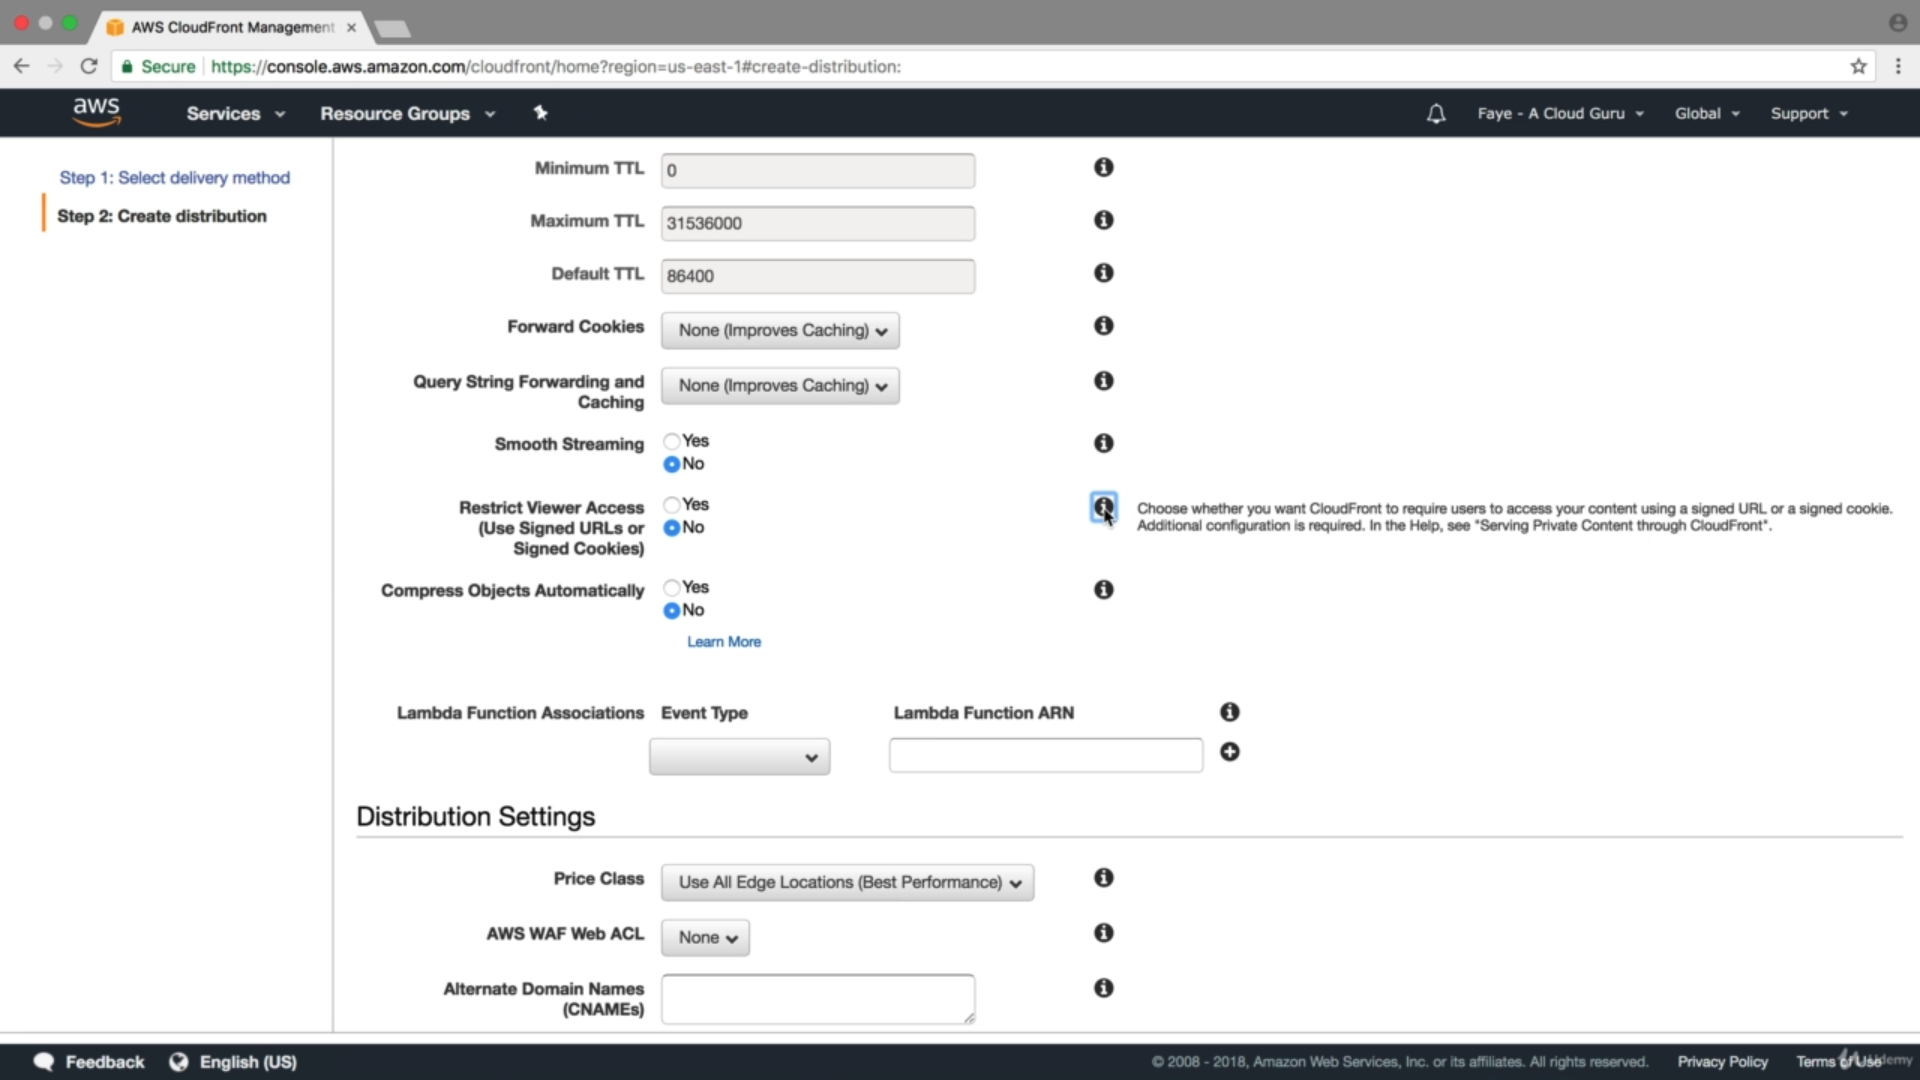 AWS CloudFront Management
Secure https://console.aws.amazon.com/cloudfront/home?region=us-east-1#create-distribution:
aws Services Resource Groups Faye - A Cloud Guru Global Support
Step 1: Select delivery method
Step 2: Create distribution
Minimum TTL 0
Maximum TTL 31536000
Default TTL 86400
Forward Cookies None (Improves Caching)
Query String Forwarding and
Caching
None (Improves Caching)
Smooth Streaming Yes
No
Restrict Viewer Access
(Use Signed URLs or
Signed Cookies)
Yes
No
Choose whether you want CloudFront to require users to access your content using a signed URL or a signed cookie.
Additional configuration is required. In the Help, see "Serving Private Content through CloudFront".
Compress Objects Automatically Yes
No
Learn More
Lambda Function Associations Event Type Lambda Function ARN
Distribution Settings
Price Class Use All Edge Locations (Best Performance)
AWS WAF Web ACL None
Alternate Domain Names
(CNAMEs)
Feedback English (US) © 2008 - 2018, Amazon Web Services, Inc. or its affiliates. All rights reserved. Privacy Policy Terms of Use